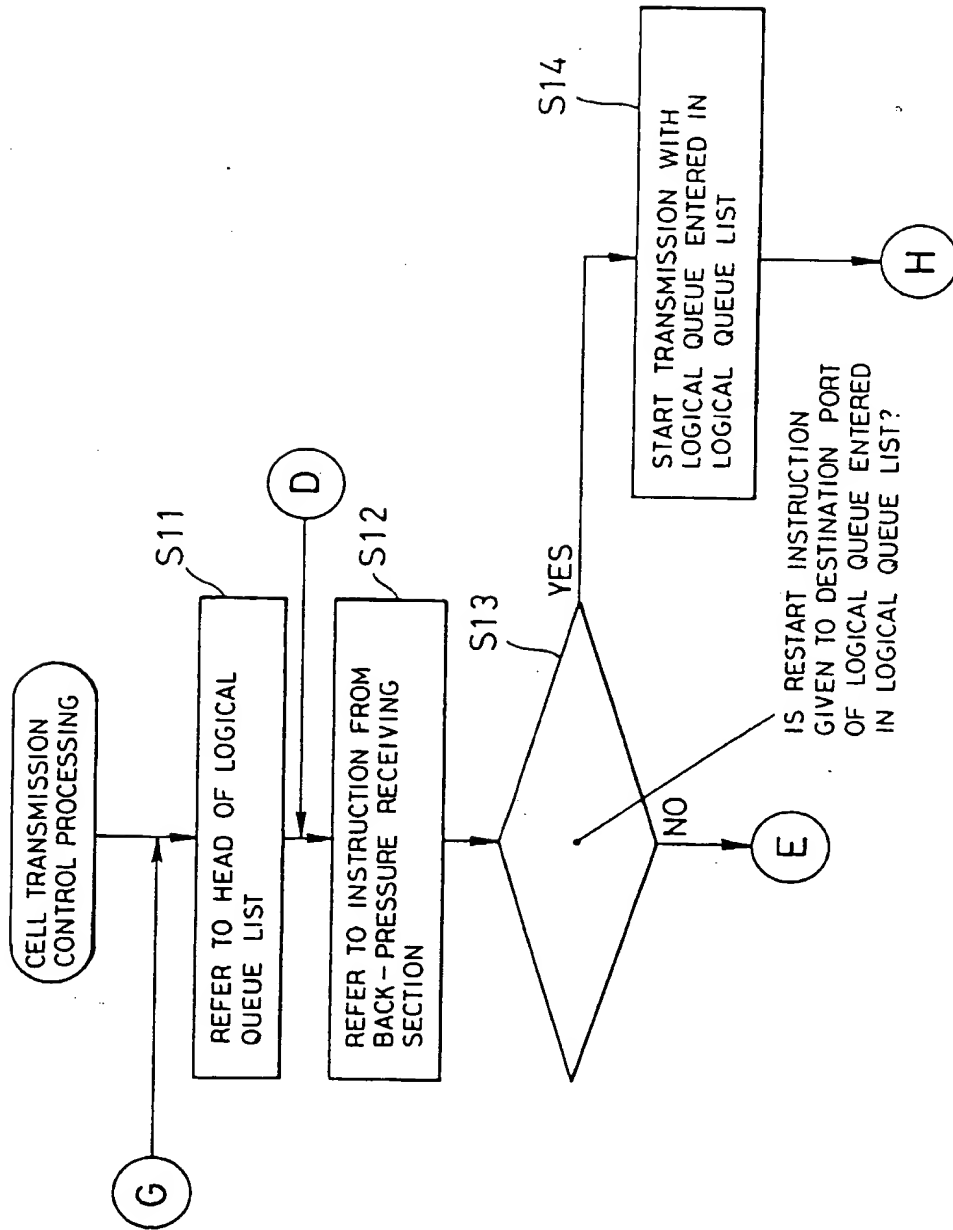 CELL TRANSMISSION
CONTROL PROCESSING
G
S11
REFER TO HEAD OF LOGICAL
QUEUE LIST
D
S12
REFER TO INSTRUCTION FROM
BACK-PRESSURE RECEIVING
SECTION
S13
YES
NO
IS RESTART INSTRUCTION
GIVEN TO DESTINATION PORT
OF LOGICAL QUEUE ENTERED
IN LOGICAL QUEUE LIST?
E
S14
START TRANSMISSION WITH
LOGICAL QUEUE ENTERED IN
LOGICAL QUEUE LIST
H